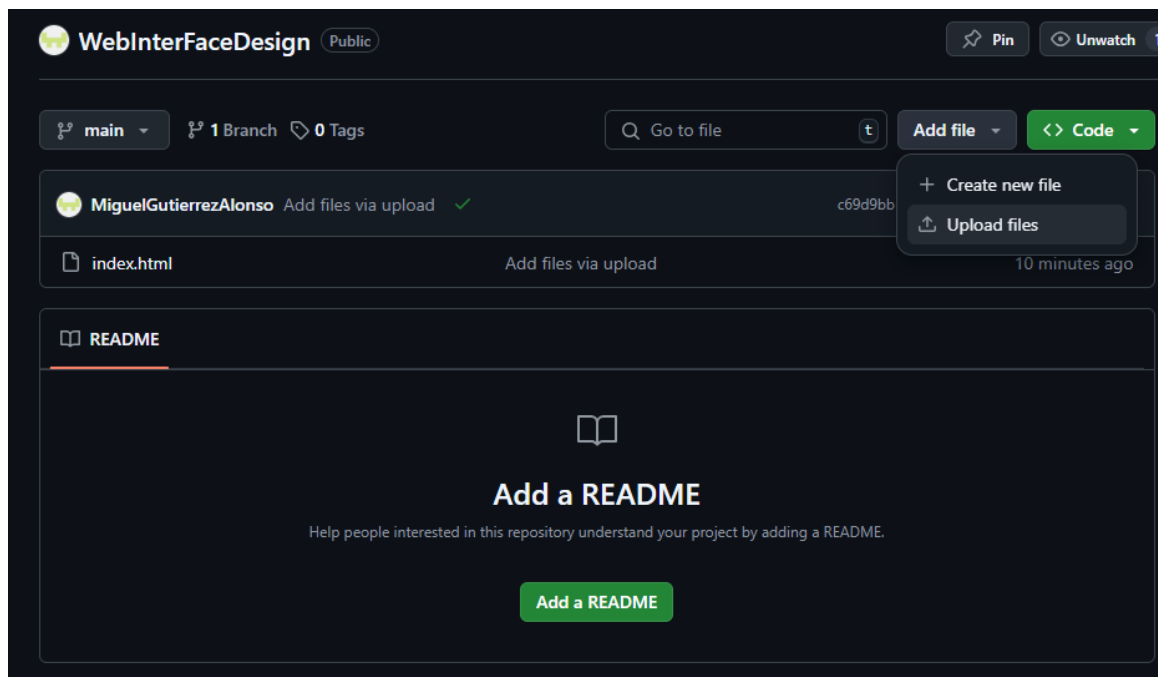 WebInterFaceDesign Public Pin Unwatch 1
main 1 Branch 0 Tags Go to file t Add file <> Code
Create new file
MiguelGutierrezAlonso Add files via upload c69d9bb
Upload files
index.html Add files via upload 10 minutes ago
README
Add a README
Help people interested in this repository understand your project by adding a README.
Add a README